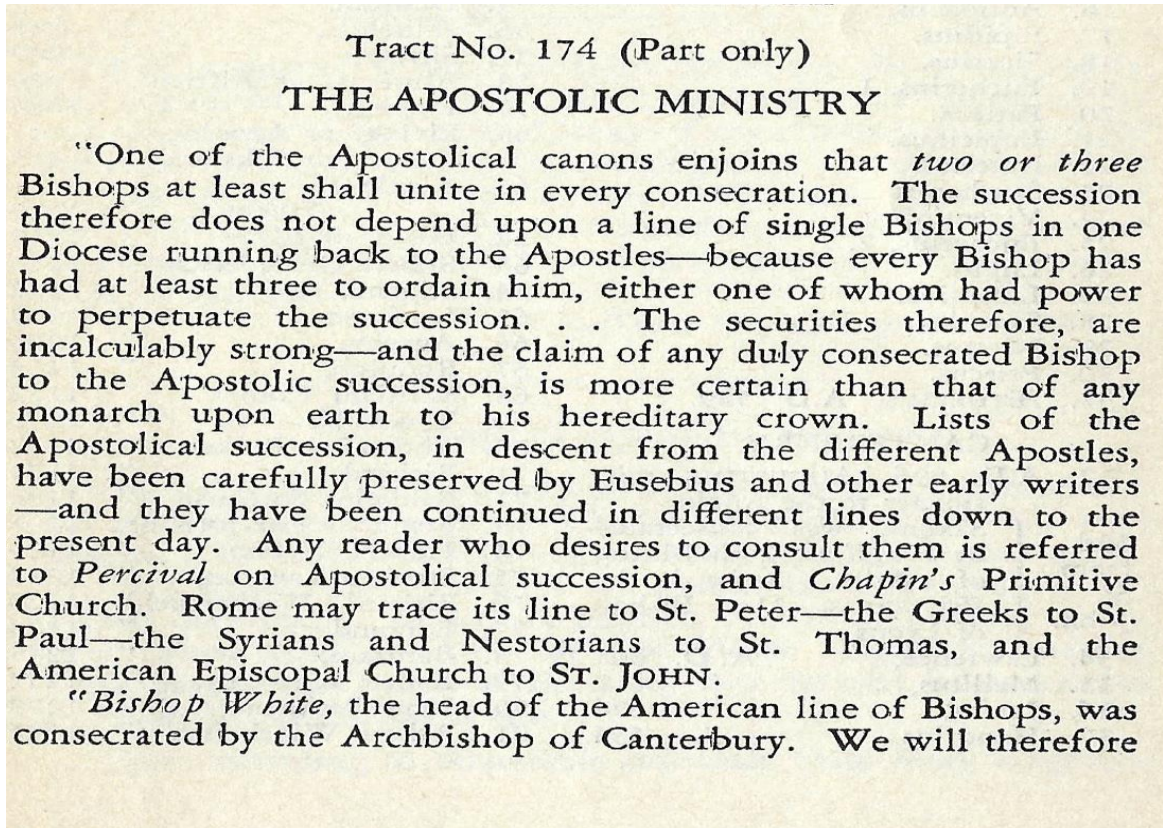 Tract No. 174 (Part only)
THE APOSTOLIC MINISTRY
"One of the Apostolical canons enjoins that two or three
Bishops at least shall unite in every consecration. The succession
therefore does not depend upon a line of single Bishops in one
Diocese running back to the Apostles—because every Bishop has
had at least three to ordain him, either one of whom had power
to perpetuate the succession. . . The securities therefore, are
incalculably strong—and the claim of any duly consecrated Bishop
to the Apostolic succession, is more certain than that of any
monarch upon earth to his hereditary crown. Lists of the
Apostolical succession, in descent from the different Apostles,
have been carefully preserved by Eusebius and other early writers
—and they have been continued in different lines down to the
present day. Any reader who desires to consult them is referred
to Percival on Apostolical succession, and Chapin's Primitive
Church. Rome may trace its line to St. Peter—the Greeks to St.
Paul—the Syrians and Nestorians to St. Thomas, and the
American Episcopal Church to ST. JOHN.
"Bishop White, the head of the American line of Bishops, was
consecrated by the Archbishop of Canterbury. We will therefore